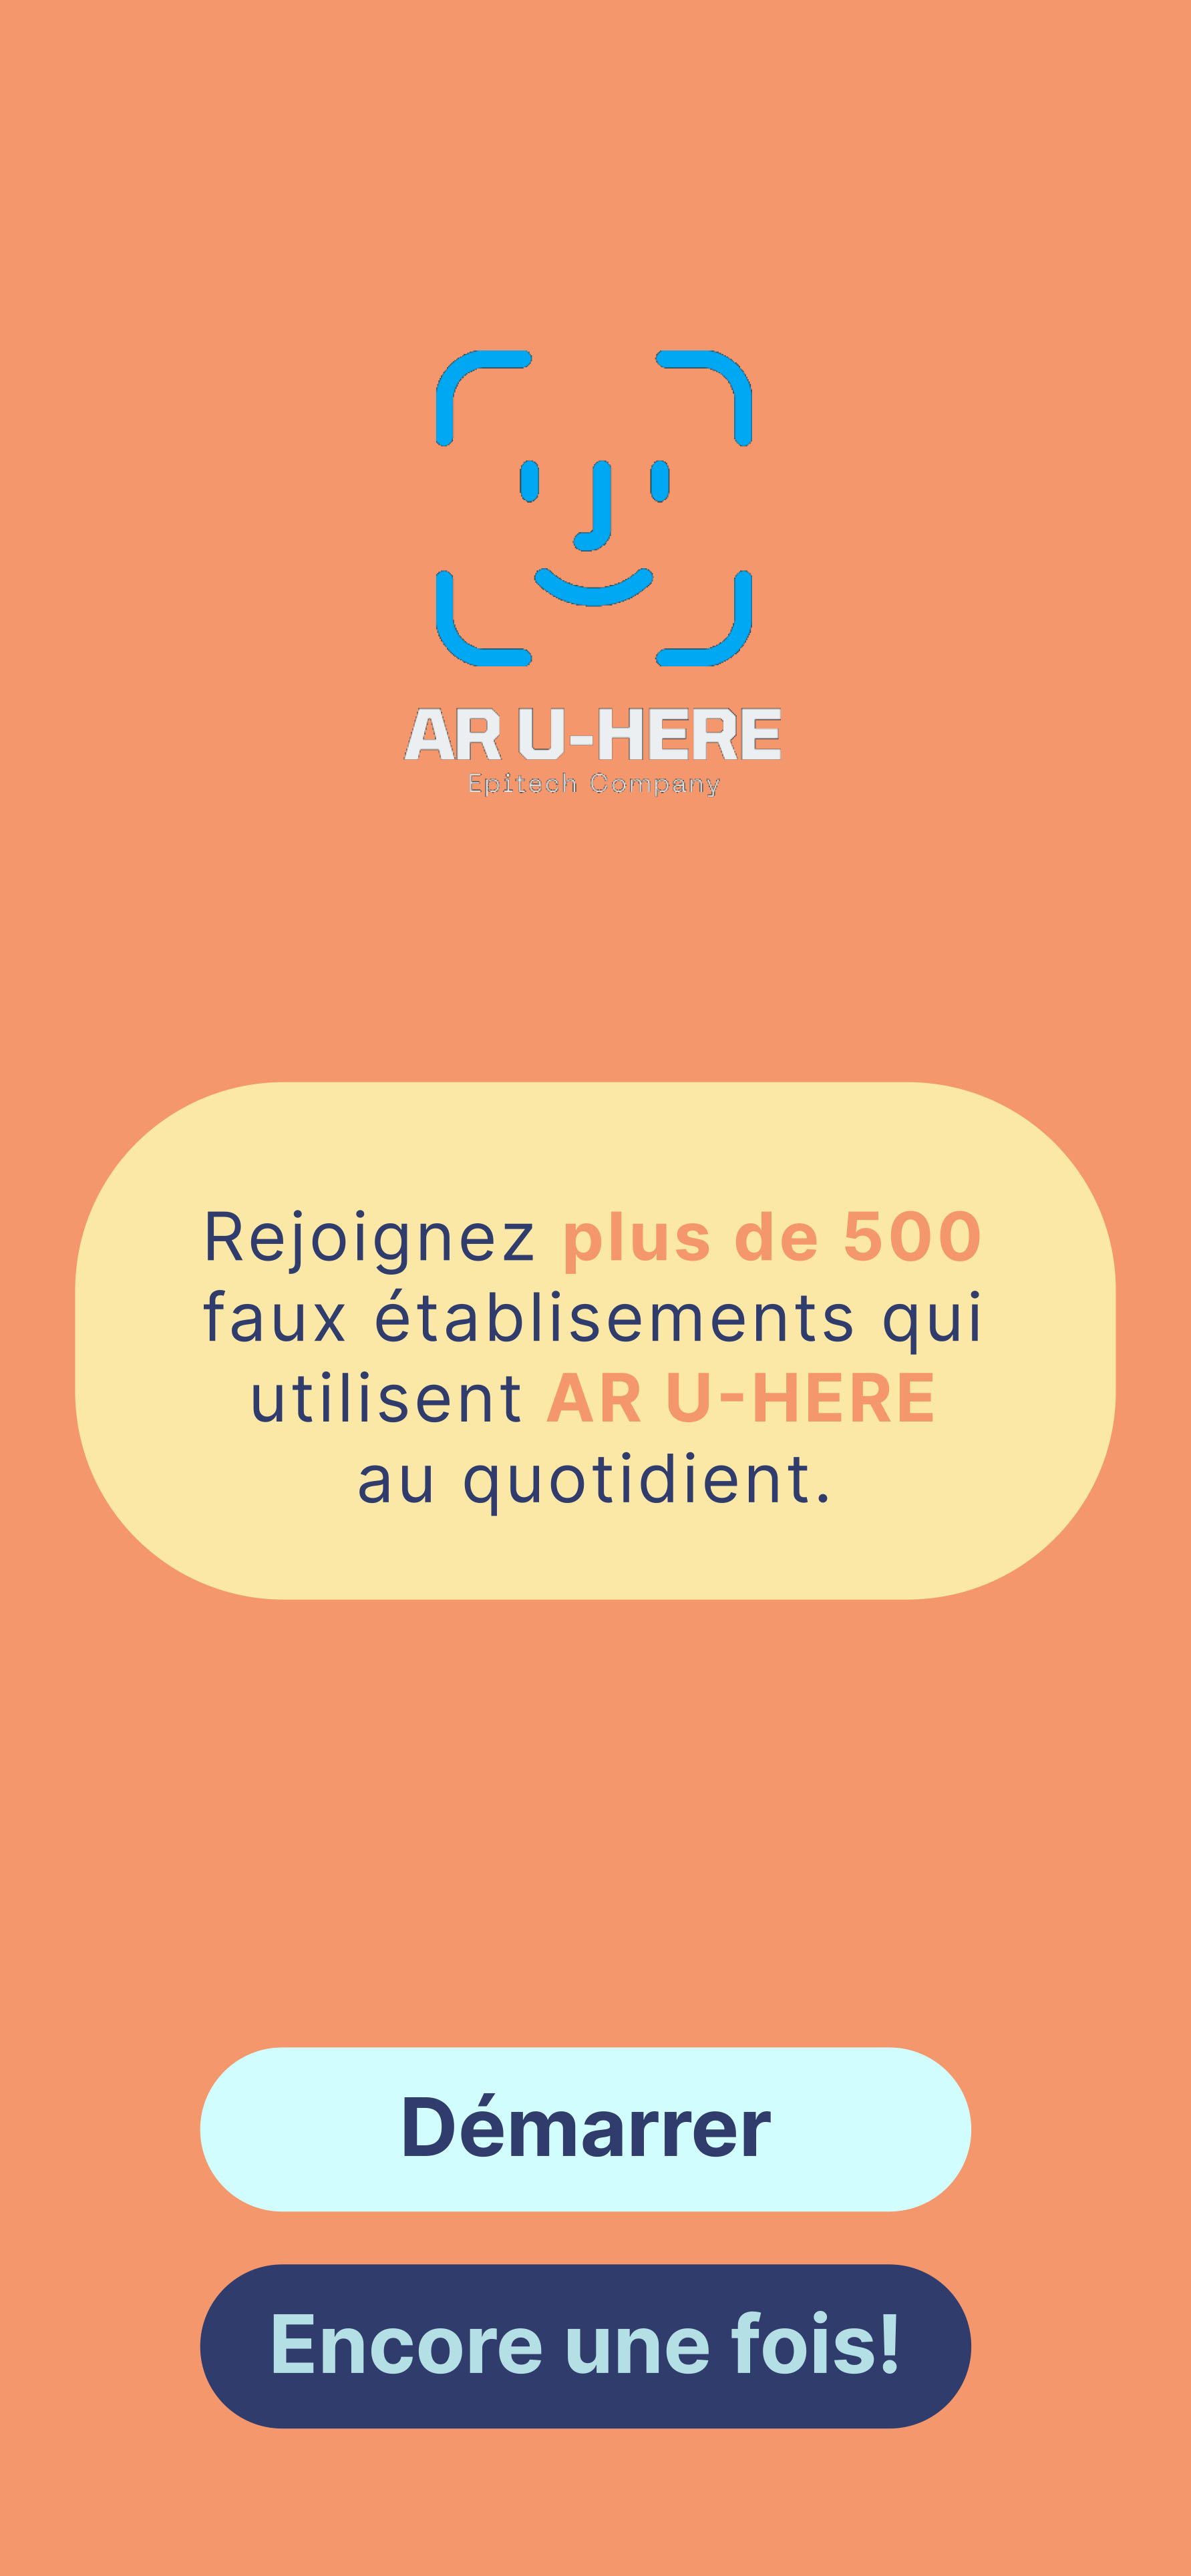 AR U-HERE
Epitech Company
Rejoignez plus de 500
faux établisements qui
utilisent AR U-HERE
au quotidient.
Démarrer
Encore une fois!